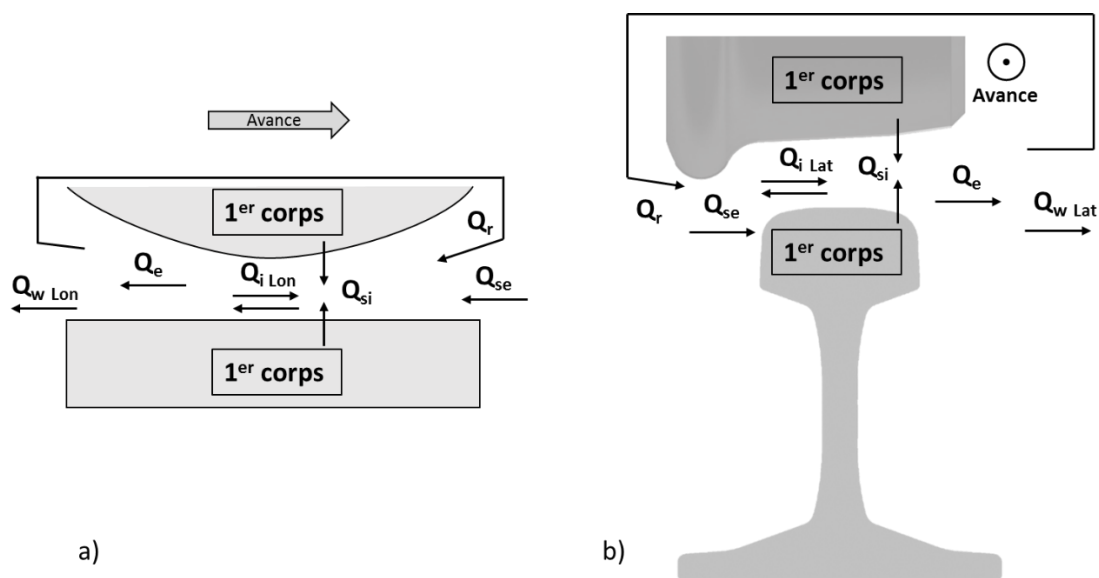 Avance
1er corps
Qr
Qe
Qi Lon
Qsi
Qse
Qw Lon
1er corps
a)
1er corps
Avance
Qi Lat
Qsi
Qe
Qr
Qse
Qw Lat
1er corps
b)